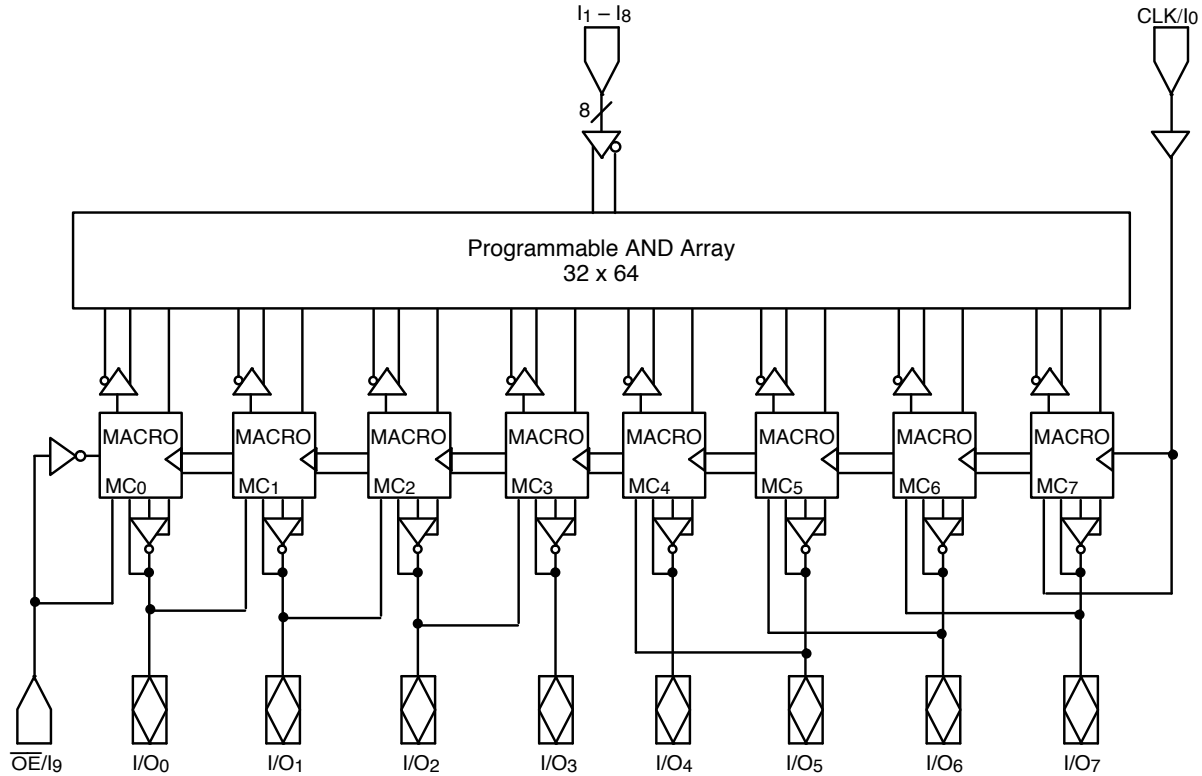 I1 – I8
CLK/I0
8
Programmable AND Array
32 x 64
MACRO MACRO MACRO MACRO MACRO MACRO MACRO MACRO
MC0 MC1 MC2 MC3 MC4 MC5 MC6 MC7
OE/I9 I/O0 I/O1 I/O2 I/O3 I/O4 I/O5 I/O6 I/O7